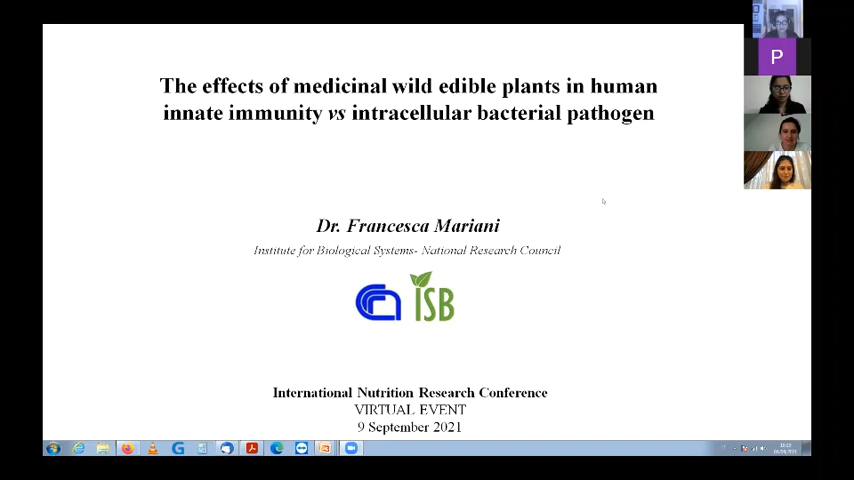 The effects of medicinal wild edible plants in human
innate immunity vs intracellular bacterial pathogen
P
Dr. Francesca Mariani
Institute for Biological Systems- National Research Council
ISB
International Nutrition Research Conference
VIRTUAL EVENT
9 September 2021